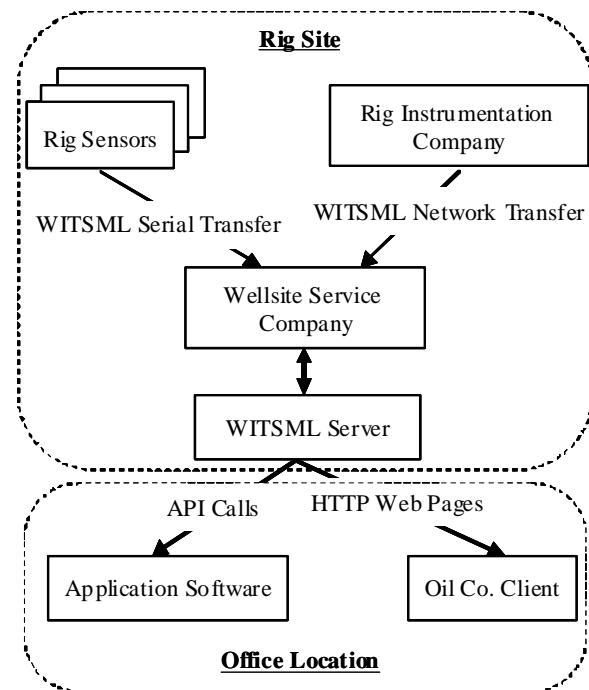 Rig Site
Rig Sensors
Rig Instrumentation
Company
WITSML Serial Transfer
WITSML Network Transfer
Wellsite Service
Company
WITSML Server
API Calls
HTTP Web Pages
Application Software
Oil Co. Client
Office Location